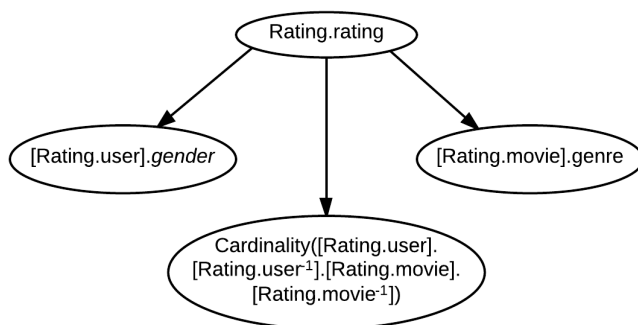 Rating.rating
[Rating.user].gender
[Rating.movie].genre
Cardinality([Rating.user].
[Rating.user⁻¹].[Rating.movie].
[Rating.movie⁻¹])